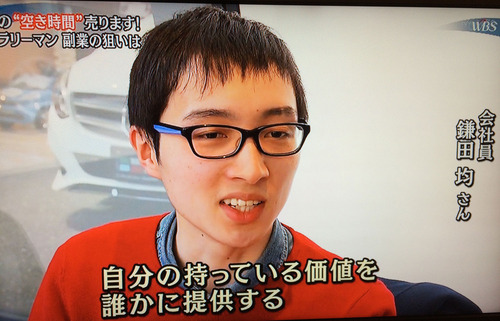 の“空き時間”売ります!
ラリーマン 副業の狙いは
WBS
会社員
鎌田 均さん
自分の持っている価値を
誰かに提供する